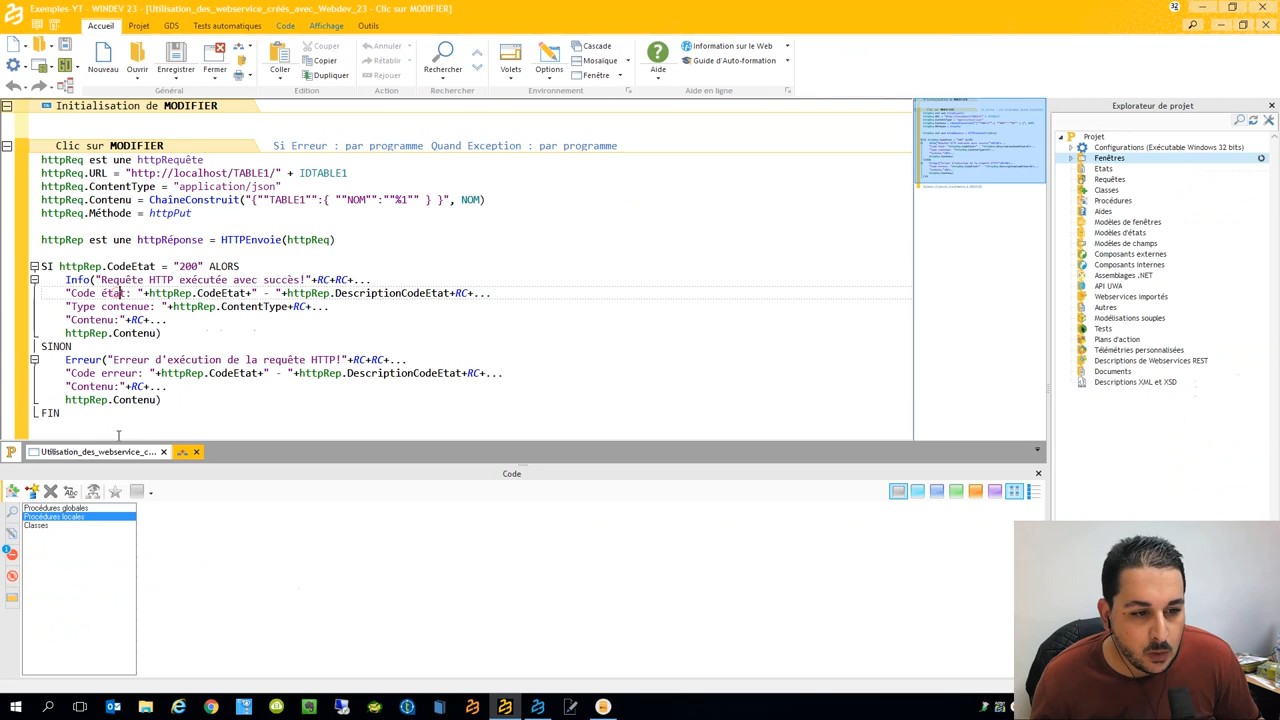 Exemples-YT - WINDEV 23 - [Utilisation_des_webservice_créés_avec_Webdev_23 - Clic sur MODIFIER]
32
Accueil Projet GDS Tests automatiques Code Affichage Outils
Nouveau Ouvrir Enregistrer Fermer
Général
Coller
Couper
Copier
Dupliquer
Edition
Annuler
Rétablir
Rejouer
Action
Rechercher
Rechercher
Volets Options
Cascade
Mosaïque
Fenêtre
Environnement
Aide
Information sur le Web
Guide d'Auto-formation
Aide en ligne
Initialisation de MODIFIER
Clic sur MODIFIER Erreur : par programme Quand Exception : par programme
httpReq est une httpRequête
httpReq.
ContentType = "application/json"
httpReq.Contenu = ChaîneConstruit("{""TABLE1"":{ ""NOM"":""%1"" } }", NOM)
httpReq.Méthode = httpPut
httpRep est une httpRéponse = HTTPEnvoie(httpReq)
SI httpRep.CodeEtat = "200" ALORS
Info("Requête HTTP exécutée avec succès!"+RC+RC+...
"Code état: "+httpRep.CodeEtat+" - "+httpRep.DescriptionCodeEtat+RC+...
"Type contenue: "+httpRep.ContentType+RC+...
"Contenu:"+RC+...
httpRep.Contenu)
SINON
Erreur("Erreur d'exécution de la requête HTTP!"+RC+RC+...
"Code erreur: "+httpRep.CodeEtat+" - "+httpRep.DescriptionCodeEtat+RC+...
"Contenu:"+RC+...
httpRep.Contenu)
FIN
Utilisation_des_webservice_c...
Code
Procédures globales
Procédures locales
Classes
Explorateur de projet
Projet
Configurations (Exécutable Windows 32 bits)
Fenêtres
Etats
Requêtes
Classes
Procédures
Aides
Modèles de fenêtres
Modèles d'états
Modèles de champs
Composants externes
Composants internes
Assemblages .NET
API UWA
Webservices importés
Autres
Modélisations souples
Tests
Plans d'action
Télémétries personnalisées
Descriptions de Webservices REST
Documents
Descriptions XML et XSD